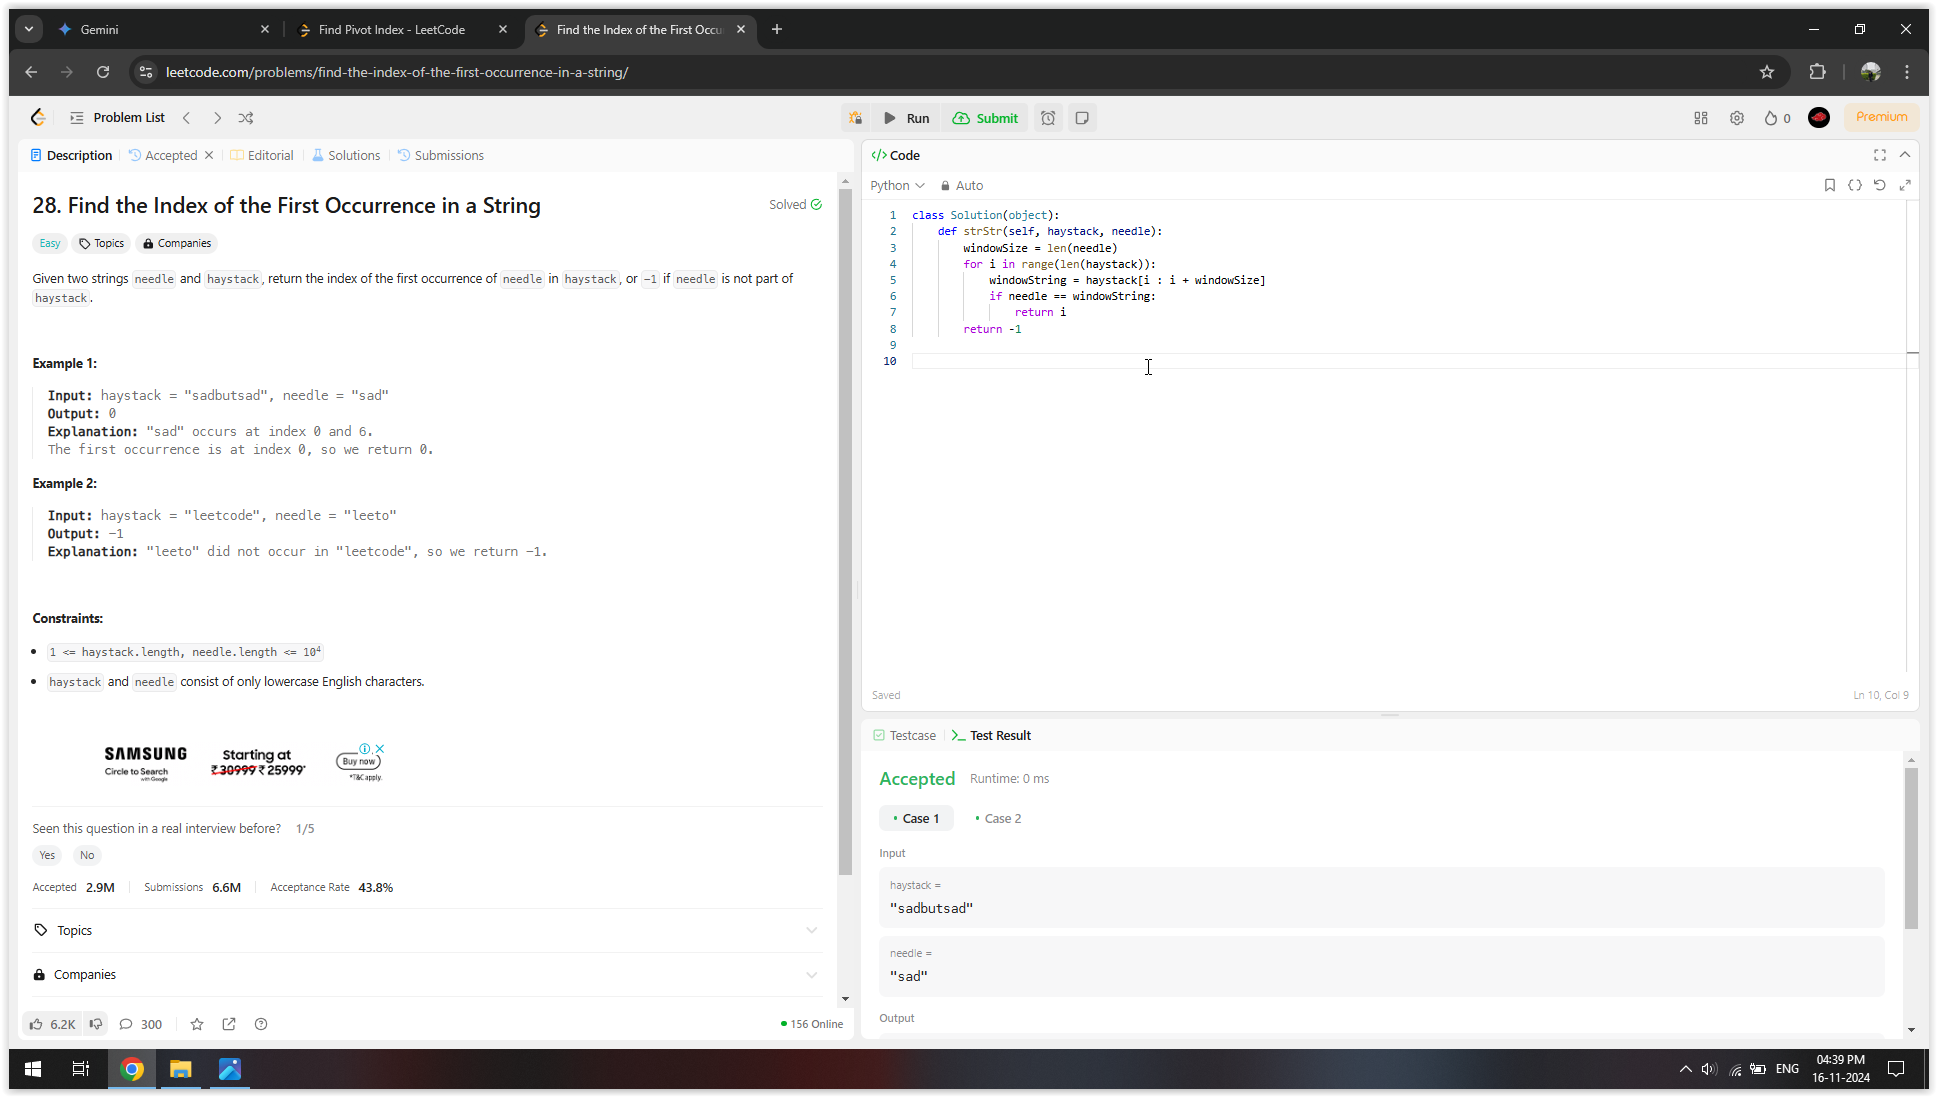 Gemini
Find Pivot Index - LeetCode
Find the Index of the First Occu
leetcode.com/problems/find-the-index-of-the-first-occurrence-in-a-string/
Problem List
Run
Submit
0
Premium
Description
Accepted
Editorial
Solutions
Submissions
28. Find the Index of the First Occurrence in a String
Solved
Easy
Topics
Companies
Given two strings needle and haystack, return the index of the first occurrence of needle in haystack, or -1 if needle is not part of
haystack.
Example 1:
Input: haystack = "sadbutsad", needle = "sad"
Output: 0
Explanation: "sad" occurs at index 0 and 6.
The first occurrence is at index 0, so we return 0.
Example 2:
Input: haystack = "leetcode", needle = "leeto"
Output: -1
Explanation: "leeto" did not occur in "leetcode", so we return -1.
Constraints:
1 <= haystack.length, needle.length <= 10⁴
haystack and needle consist of only lowercase English characters.
SAMSUNG
Circle to Search
with Google
Starting at
₹ 30999 ₹ 25999*
Buy now
*T&C apply.
Seen this question in a real interview before? 1/5
Yes
No
Accepted 2.9M
Submissions 6.6M
Acceptance Rate 43.8%
Topics
Companies
6.2K
300
156 Online
Code
Python
Auto
1 class Solution(object):
2 def strStr(self, haystack, needle):
3 windowSize = len(needle)
4 for i in range(len(haystack)):
5 windowString = haystack[i : i + windowSize]
6 if needle == windowString:
7 return i
8 return -1
9
10
Saved
Ln 10, Col 9
Testcase
Test Result
Accepted
Runtime: 0 ms
Case 1
Case 2
Input
haystack =
"sadbutsad"
needle =
"sad"
Output
ENG
04:39 PM
16-11-2024